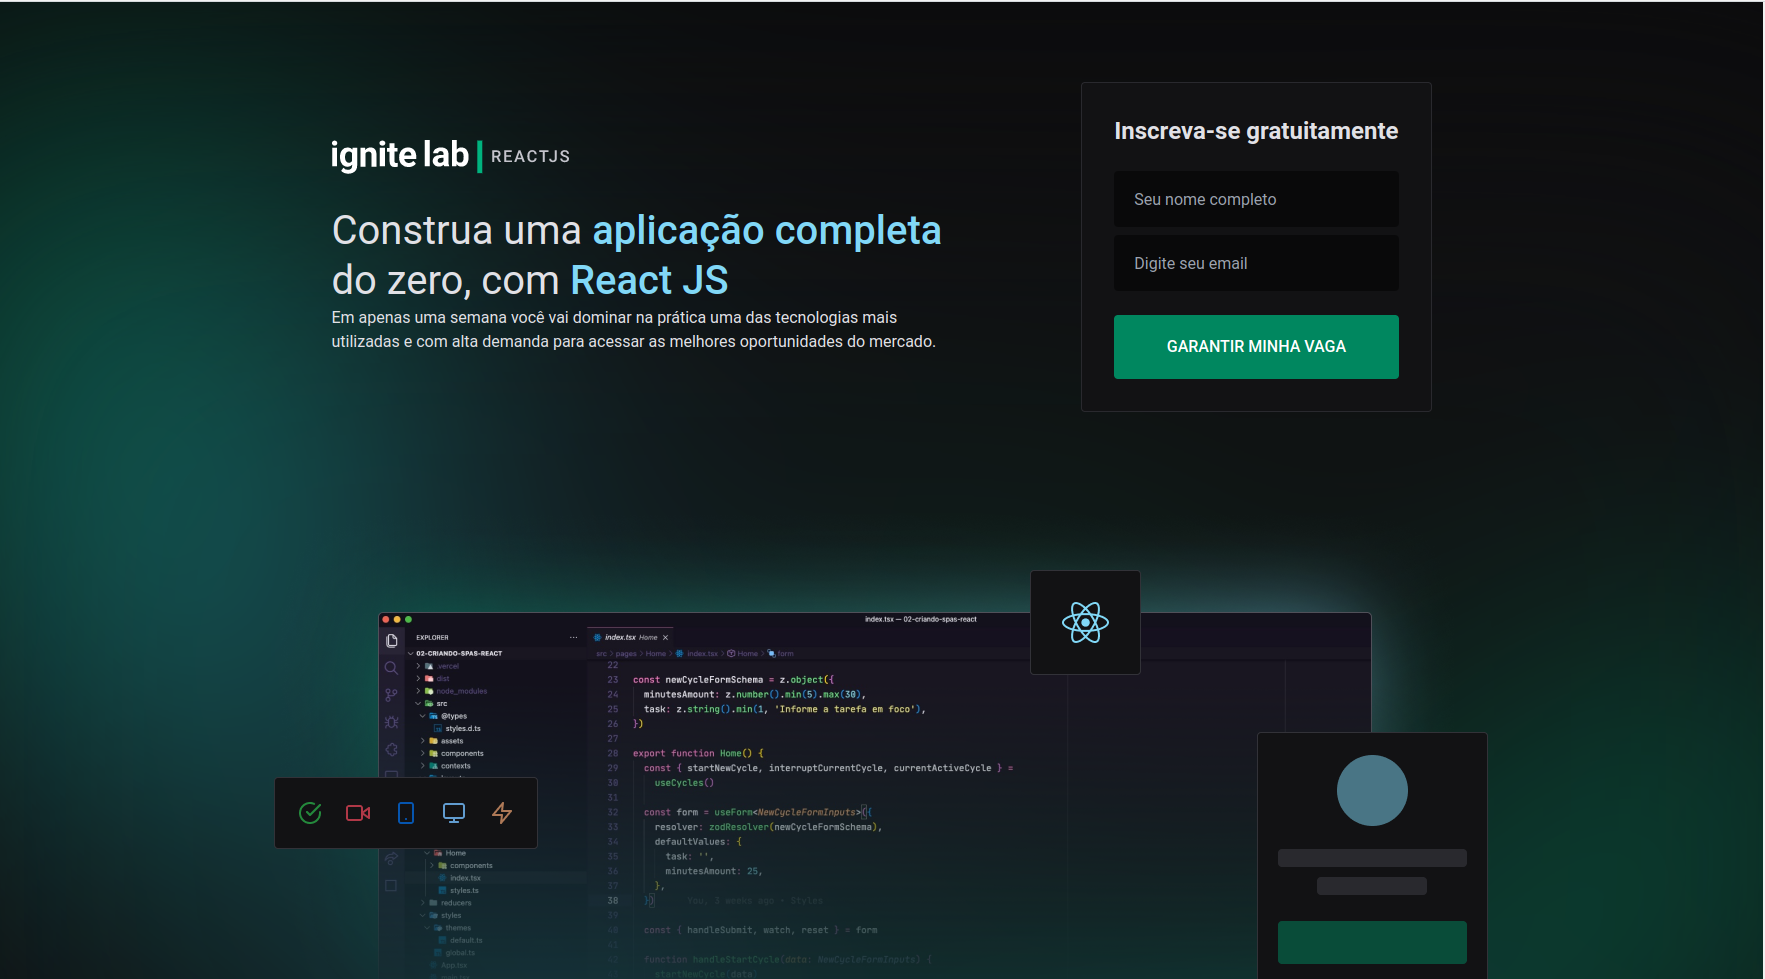 ignite lab
REACTJS
Construa uma aplicação completa
do zero, com React JS
Em apenas uma semana você vai dominar na prática uma das tecnologias mais
utilizadas e com alta demanda para acessar as melhores oportunidades do mercado.
Inscreva-se gratuitamente
Seu nome completo
Digite seu email
GARANTIR MINHA VAGA
index.tsx — 02-criando-spas-react
EXPLORER
02-CRIANDO-SPAS-REACT
.vercel
dist
node_modules
src
@types
styles.d.ts
assets
components
contexts
Home
components
index.tsx
styles.ts
reducers
styles
themes
default.ts
global.ts
App.tsx
index.tsx Home
src > pages > Home > index.tsx > Home > form
22
23 const newCycleFormSchema = z.object({
24 minutesAmount: z.number().min(5).max(30),
25 task: z.string().min(1, 'Informe a tarefa em foco'),
26 })
27
28 export function Home() {
29 const { startNewCycle, interruptCurrentCycle, currentActiveCycle } =
30 useCycles()
31
32 const form = useForm<NewCycleFormInputs>({
33 resolver: zodResolver(newCycleFormSchema),
34 defaultValues: {
35 task: '',
36 minutesAmount: 25,
37 },
38 }) You, 3 weeks ago • Styles
39
40 const { handleSubmit, watch, reset } = form
41
42 function handleStartCycle(data: NewCycleFormInputs) {
startNewCycle(data)